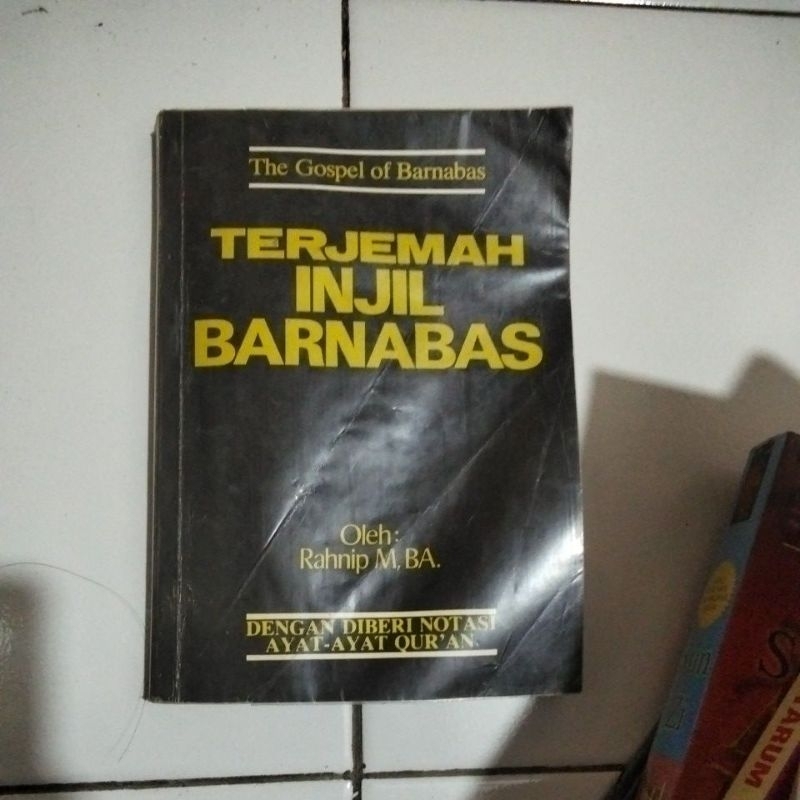 The Gospel of Barnabas
TERJEMAH
INJIL
BARNABAS
Oleh:
Rahnip M, BA.
DENGAN DIBERI NOTASI
AYAT-AYAT QUR'AN.